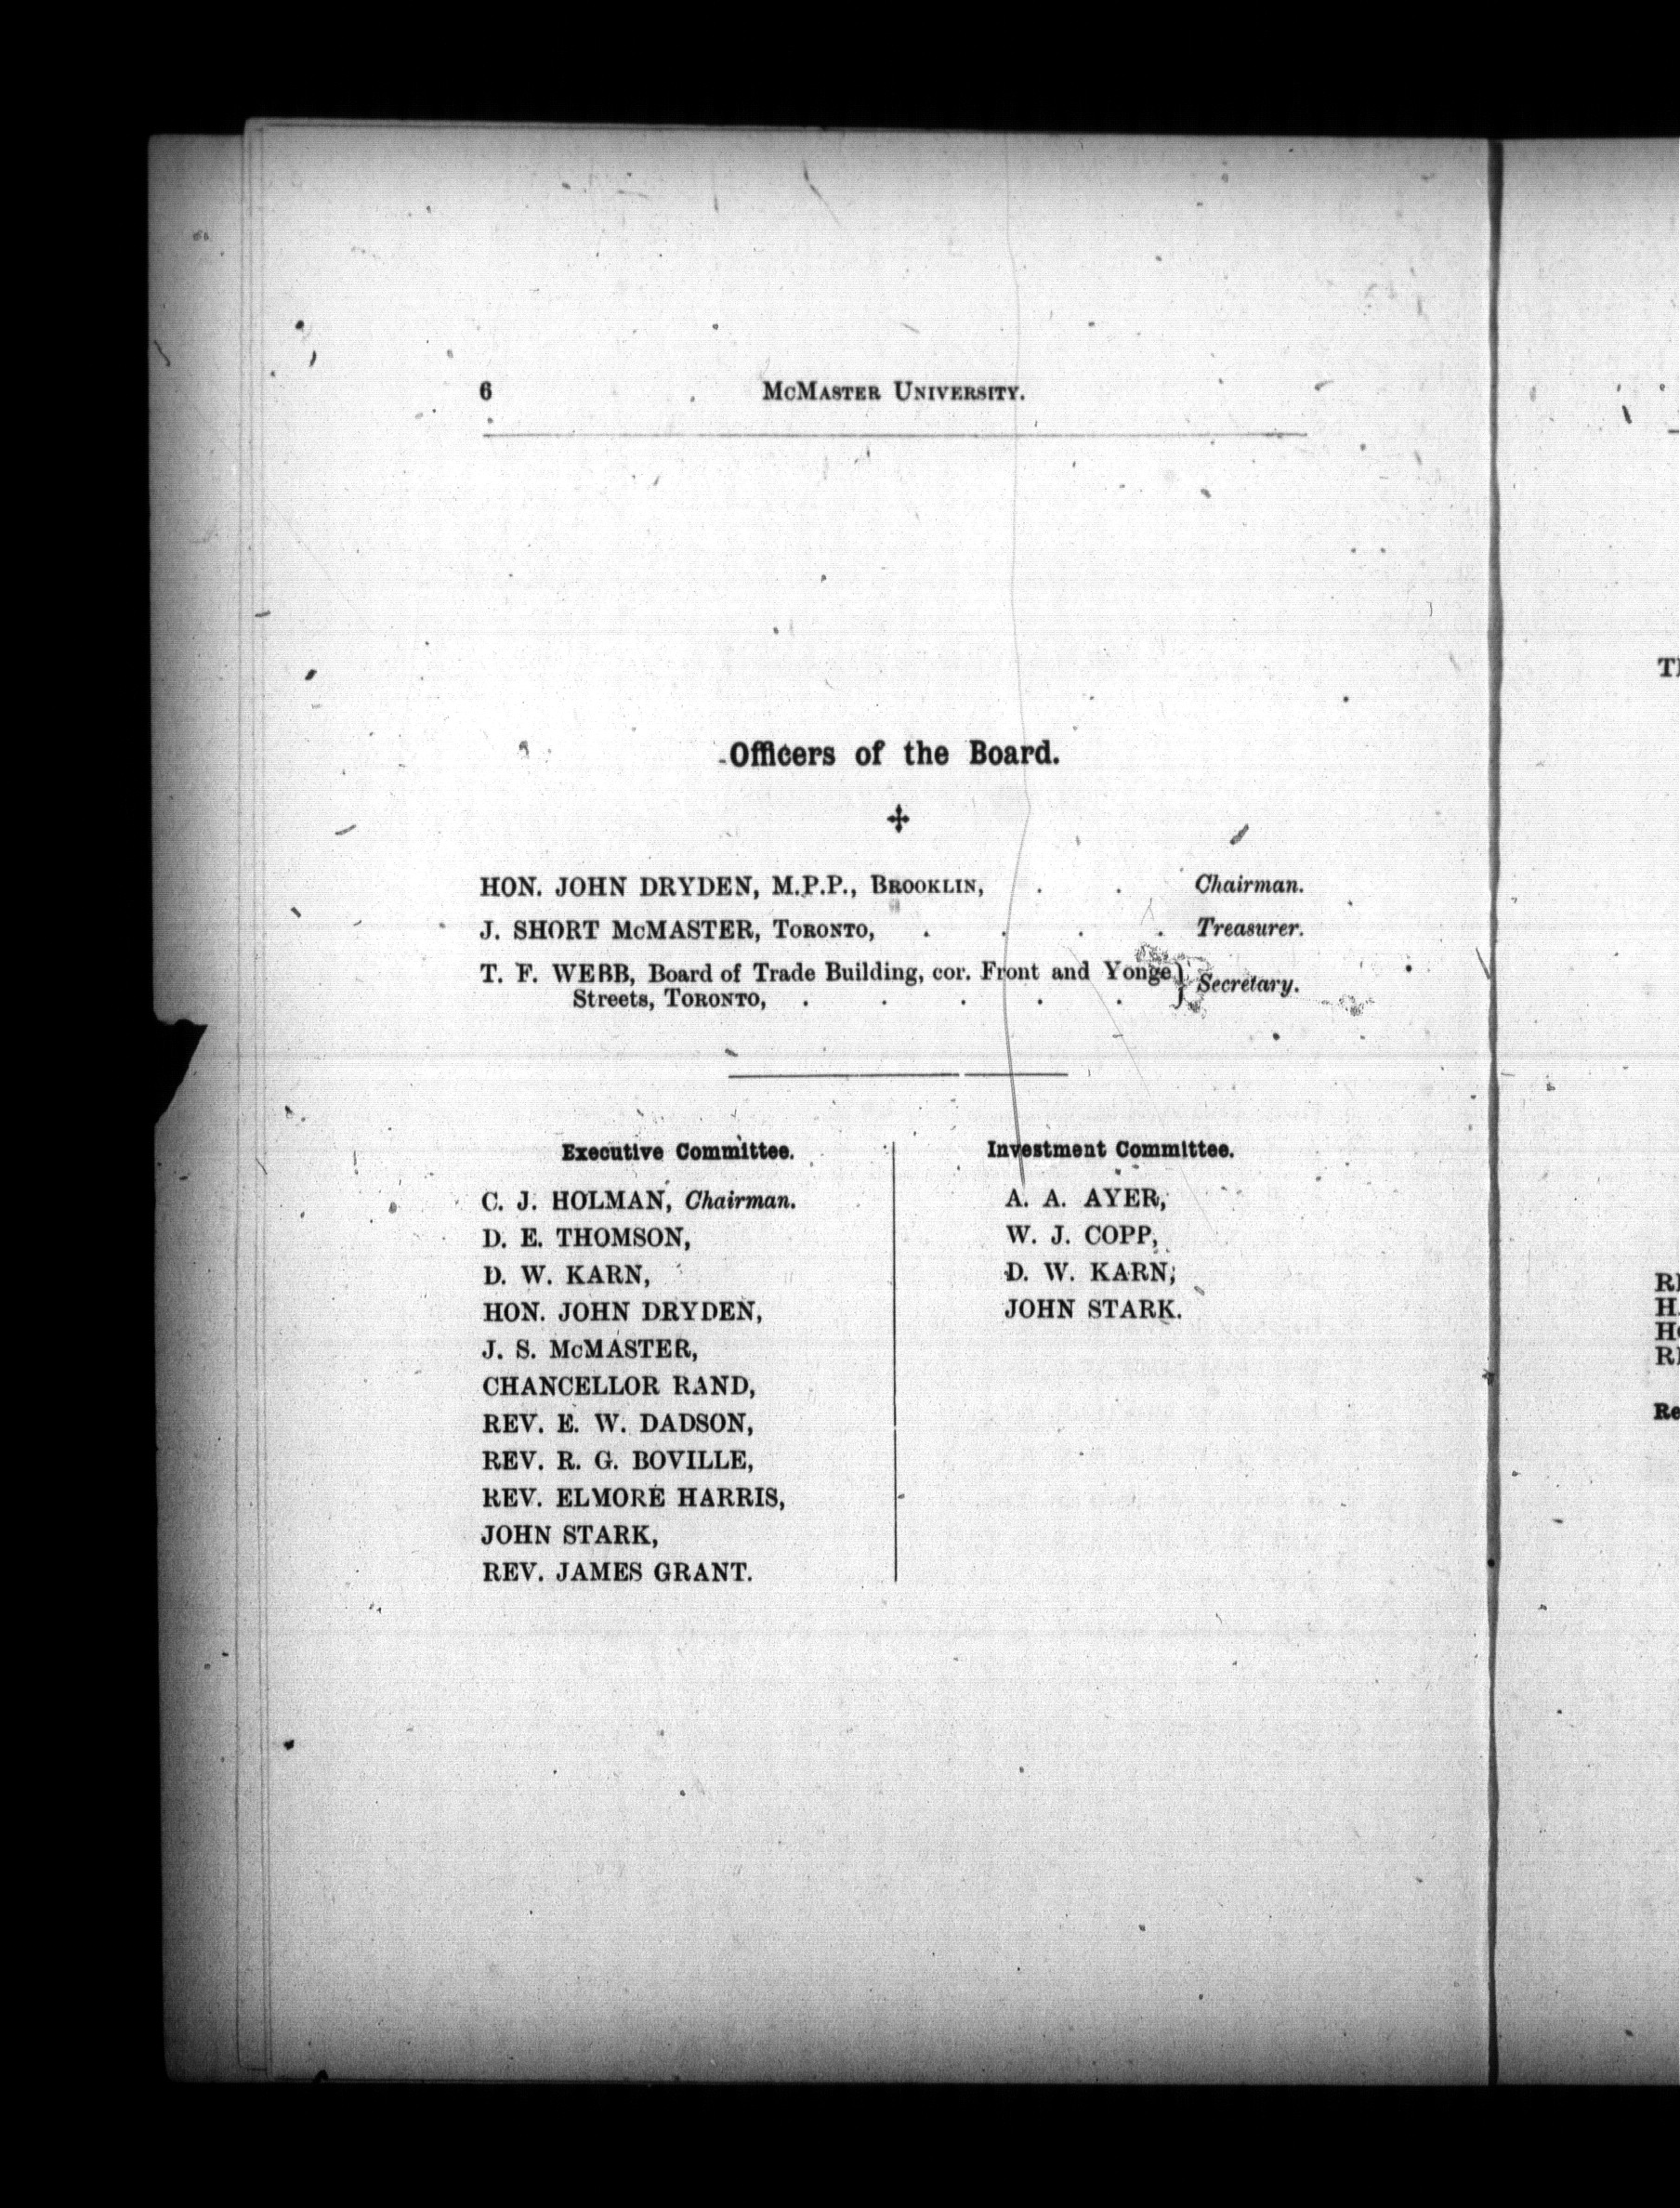 6
McMaster University.
Officers of the Board.
HON. JOHN DRYDEN, M.P.P., Brooklin, . . Chairman.
J. SHORT McMASTER, Toronto, . . . . Treasurer.
T. F. WEBB, Board of Trade Building, cor. Front and Yonge } Secretary.
Streets, Toronto, . . . . .
Executive Committee.
C. J. HOLMAN, Chairman.
D. E. THOMSON,
D. W. KARN,
HON. JOHN DRYDEN,
J. S. McMASTER,
CHANCELLOR RAND,
REV. E. W. DADSON,
REV. R. G. BOVILLE,
REV. ELMORE HARRIS,
JOHN STARK,
REV. JAMES GRANT.
Investment Committee.
A. A. AYER,
W. J. COPP,
D. W. KARN,
JOHN STARK.